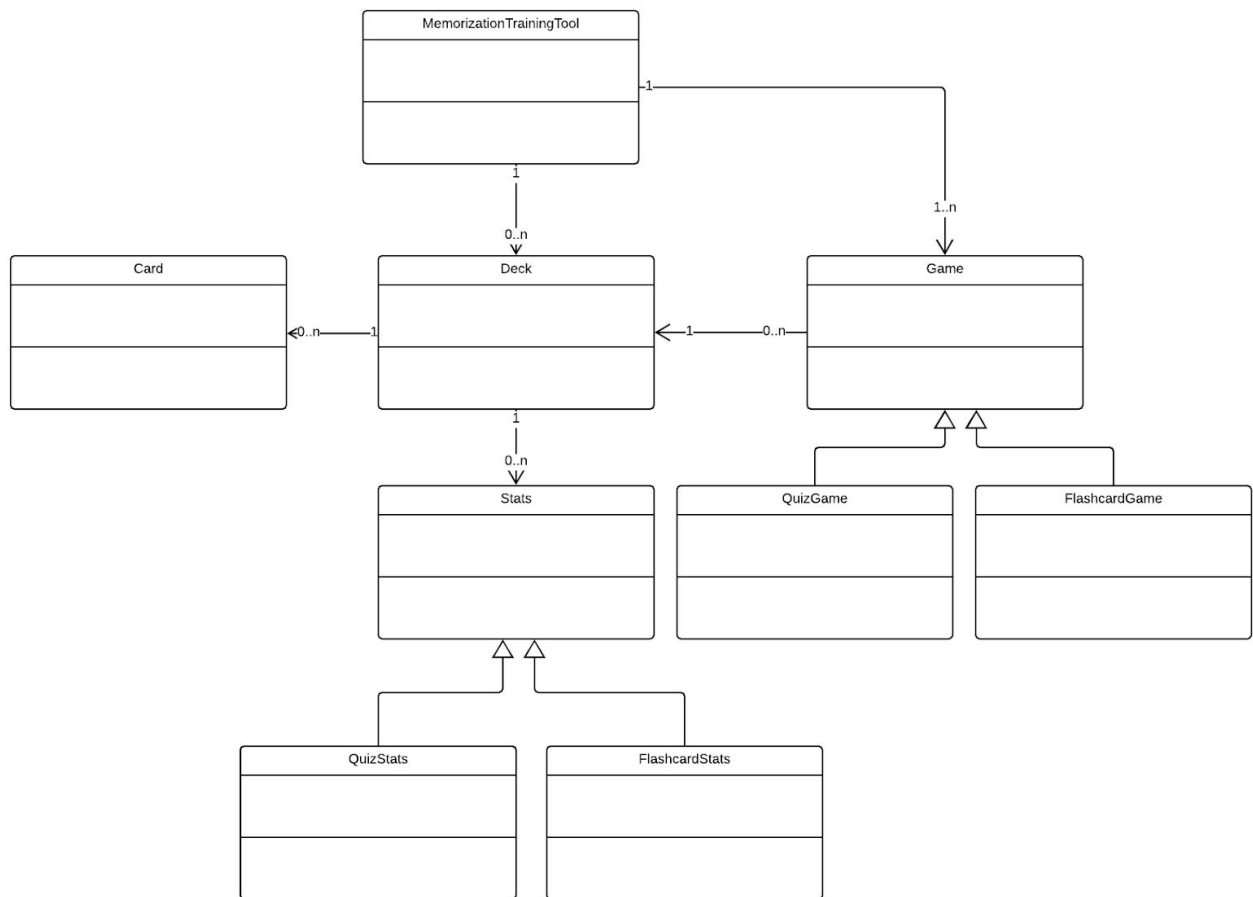 MemorizationTrainingTool
1
1
1..n
0..n
Card
Deck
Game
0..n
1
1
0..n
1
0..n
Stats
QuizGame
FlashcardGame
QuizStats
FlashcardStats